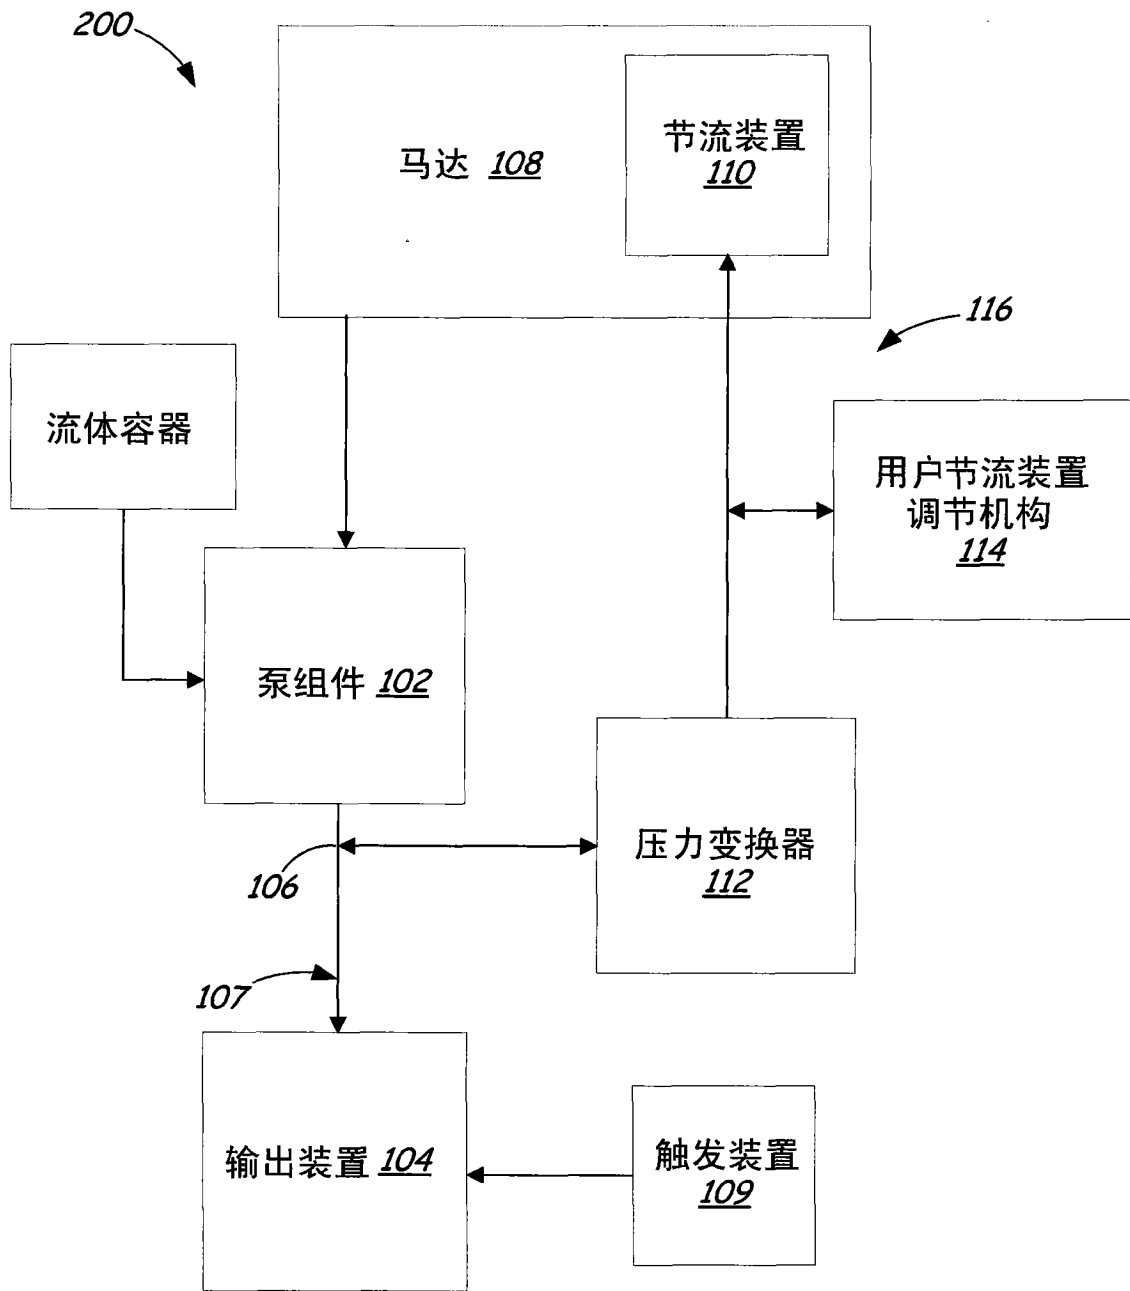 200
马达 108
节流装置
110
116
流体容器
用户节流装置
调节机构
114
泵组件 102
压力变换器
112
106
107
输出装置 104
触发装置
109